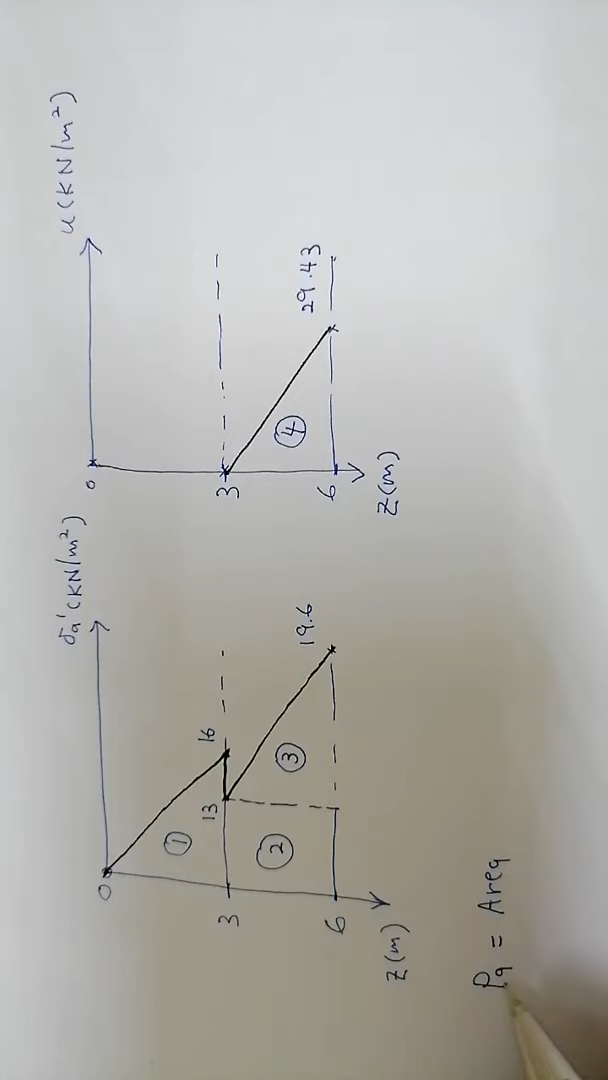 σa'(KN/m²)
0
①
13
16
3
②
③
6
19.6
Z(m)
u(KN/m²)
0
3
④
6
29.43
Z(m)
Pa = Area